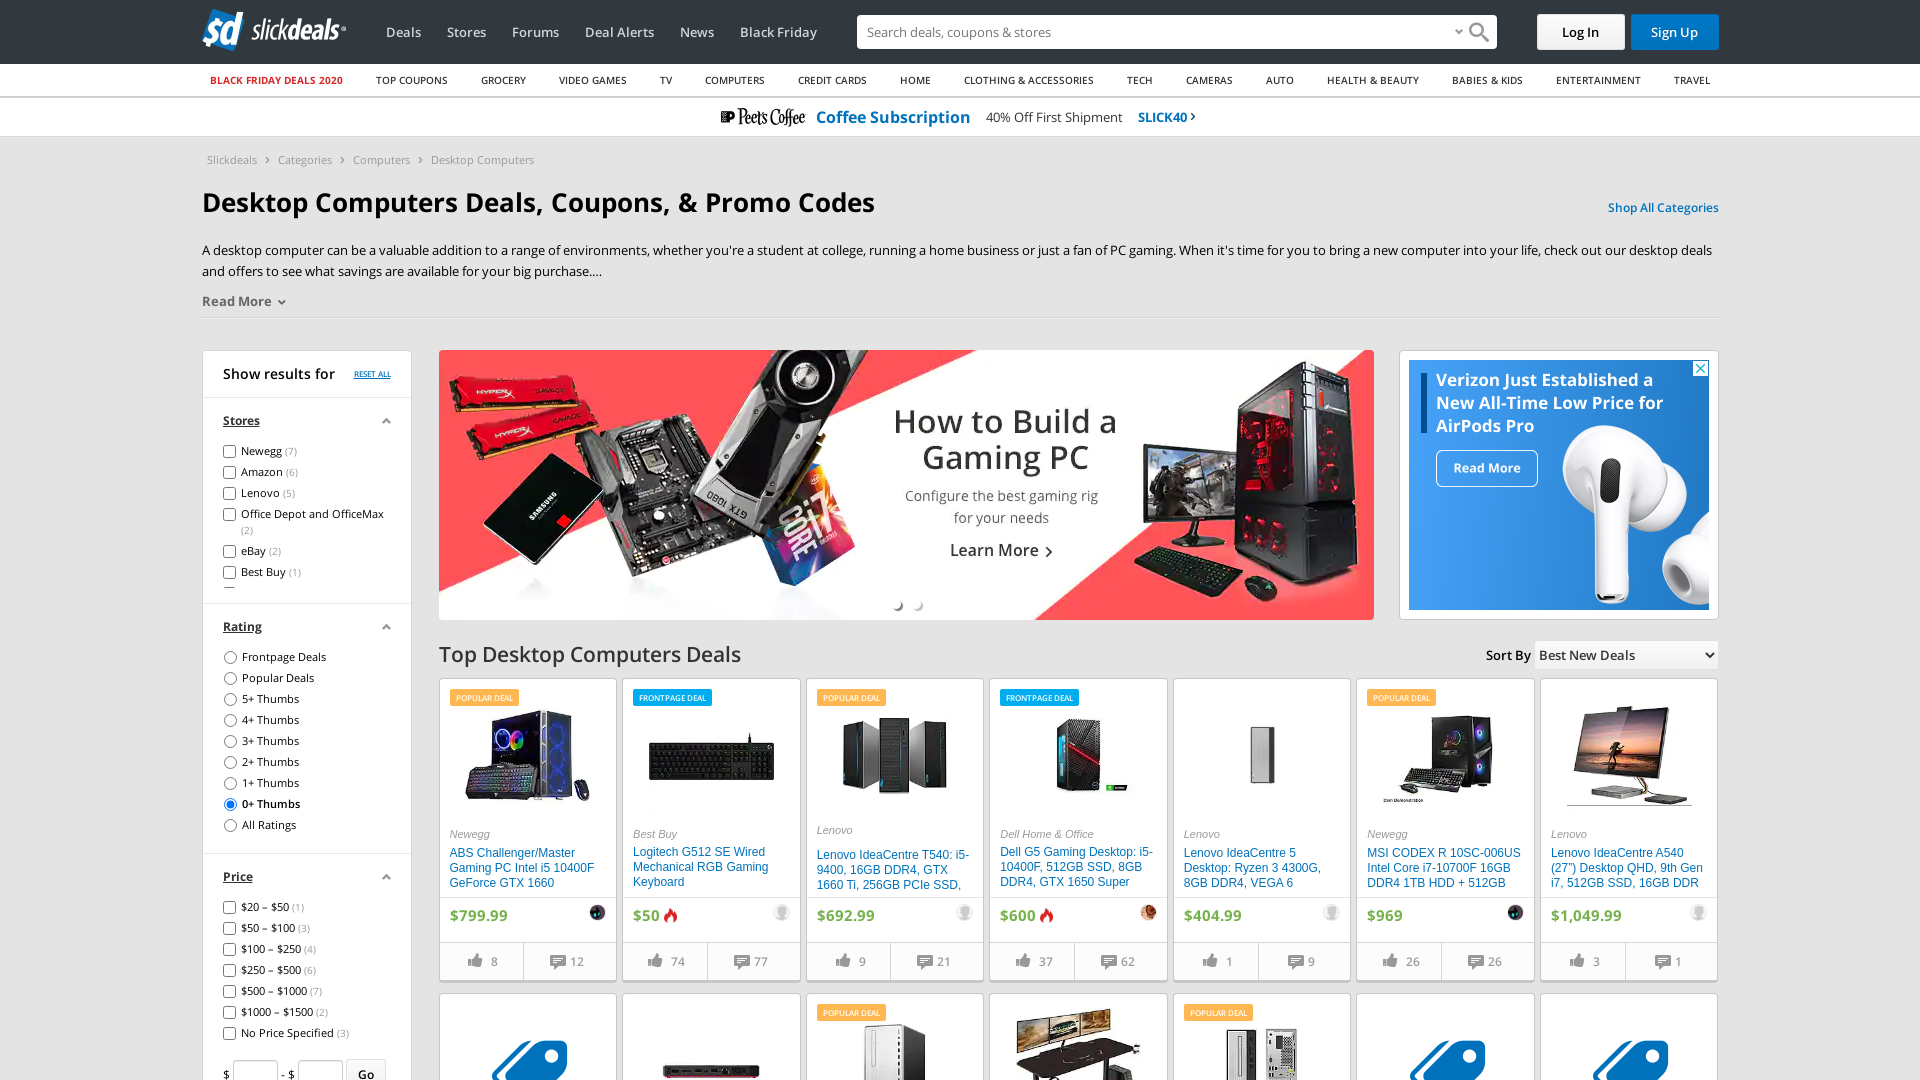 slickdeals
Deals
Stores
Forums
Deal Alerts
News
Black Friday
Search deals, coupons & stores
Log In
Sign Up
BLACK FRIDAY DEALS 2020
TOP COUPONS
GROCERY
VIDEO GAMES
TV
COMPUTERS
CREDIT CARDS
HOME
CLOTHING & ACCESSORIES
TECH
CAMERAS
AUTO
HEALTH & BEAUTY
BABIES & KIDS
ENTERTAINMENT
TRAVEL
Peet's Coffee Coffee Subscription 40% Off First Shipment SLICK40
Slickdeals > Categories > Computers > Desktop Computers
Desktop Computers Deals, Coupons, & Promo Codes
Shop All Categories
A desktop computer can be a valuable addition to a range of environments, whether you're a student at college, running a home business or just a fan of PC gaming. When it's time for you to bring a new computer into your life, check out our desktop deals
and offers to see what savings are available for your big purchase....
Read More
Show results for
RESET ALL
Stores
Newegg (7)
Amazon (6)
Lenovo (5)
Office Depot and OfficeMax
(2)
eBay (2)
Best Buy (1)
Rating
Frontpage Deals
Popular Deals
5+ Thumbs
4+ Thumbs
3+ Thumbs
2+ Thumbs
1+ Thumbs
0+ Thumbs
All Ratings
Price
$20 – $50 (1)
$50 – $100 (3)
$100 – $250 (4)
$250 – $500 (6)
$500 – $1000 (7)
$1000 – $1500 (2)
No Price Specified (3)
$ - $ Go
HYPERX SAVAGE
HYPERX
SAMSUNG
GTX 1080
CORE i7
How to Build a
Gaming PC
Configure the best gaming rig
for your needs
Learn More
Verizon Just Established a
New All-Time Low Price for
AirPods Pro
Read More
Top Desktop Computers Deals
Sort By Best New Deals
POPULAR DEAL
Newegg
ABS Challenger/Master
Gaming PC Intel i5 10400F
GeForce GTX 1660
$799.99
8
12
FRONTPAGE DEAL
Best Buy
Logitech G512 SE Wired
Mechanical RGB Gaming
Keyboard
$50
74
77
POPULAR DEAL
Lenovo
Lenovo IdeaCentre T540: i5-
9400, 16GB DDR4, GTX
1660 Ti, 256GB PCIe SSD,
$692.99
9
21
FRONTPAGE DEAL
Dell Home & Office
Dell G5 Gaming Desktop: i5-
10400F, 512GB SSD, 8GB
DDR4, GTX 1650 Super
$600
37
62
Lenovo
Lenovo IdeaCentre 5
Desktop: Ryzen 3 4300G,
8GB DDR4, VEGA 6
$404.99
1
9
POPULAR DEAL
Newegg
MSI CODEX R 10SC-006US
Intel Core i7-10700F 16GB
DDR4 1TB HDD + 512GB
$969
26
26
Lenovo
Lenovo IdeaCentre A540
(27”) Desktop QHD, 9th Gen
i7, 512GB SSD, 16GB DDR
$1,049.99
3
1
POPULAR DEAL
POPULAR DEAL